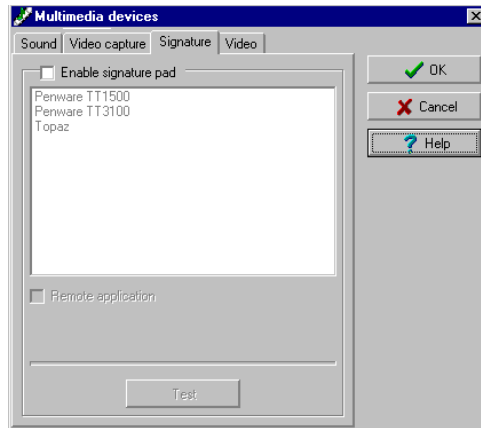 Multimedia devices
Sound Video capture Signature Video
Enable signature pad
Penware TT1500
Penware TT3100
Topaz
Remote application
Test
OK
Cancel
Help